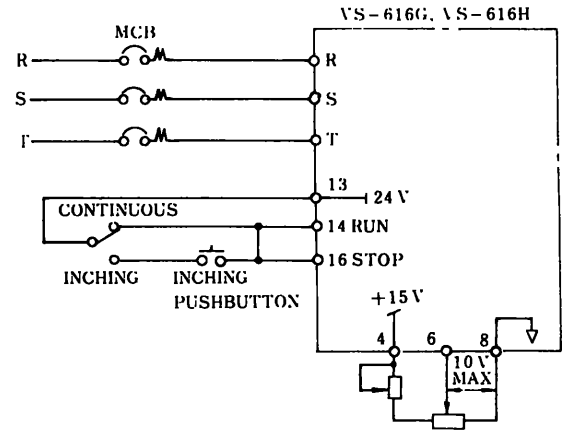 VS-616G, VS-616H
MCB
R
R
S
S
T
T
13
24 V
CONTINUOUS
14 RUN
16 STOP
INCHING
INCHING
PUSHBUTTON
+15 V
4
6
8
10 V
MAX